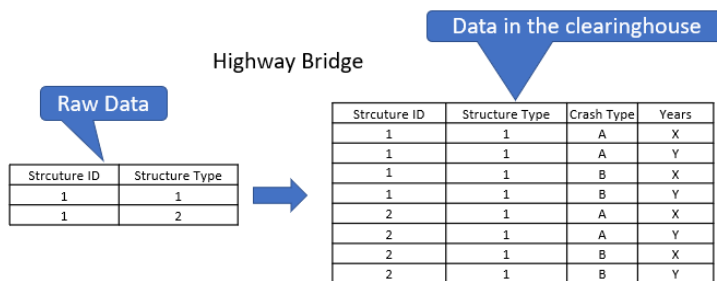 Data in the clearinghouse
Highway Bridge
Raw Data
Strcuture ID Structure Type Crash Type Years
1 1 A X
1 1 A Y
1 1 B X
1 1 B Y
2 1 A X
2 1 A Y
2 1 B X
2 1 B Y
Strcuture ID Structure Type
1 1
1 2